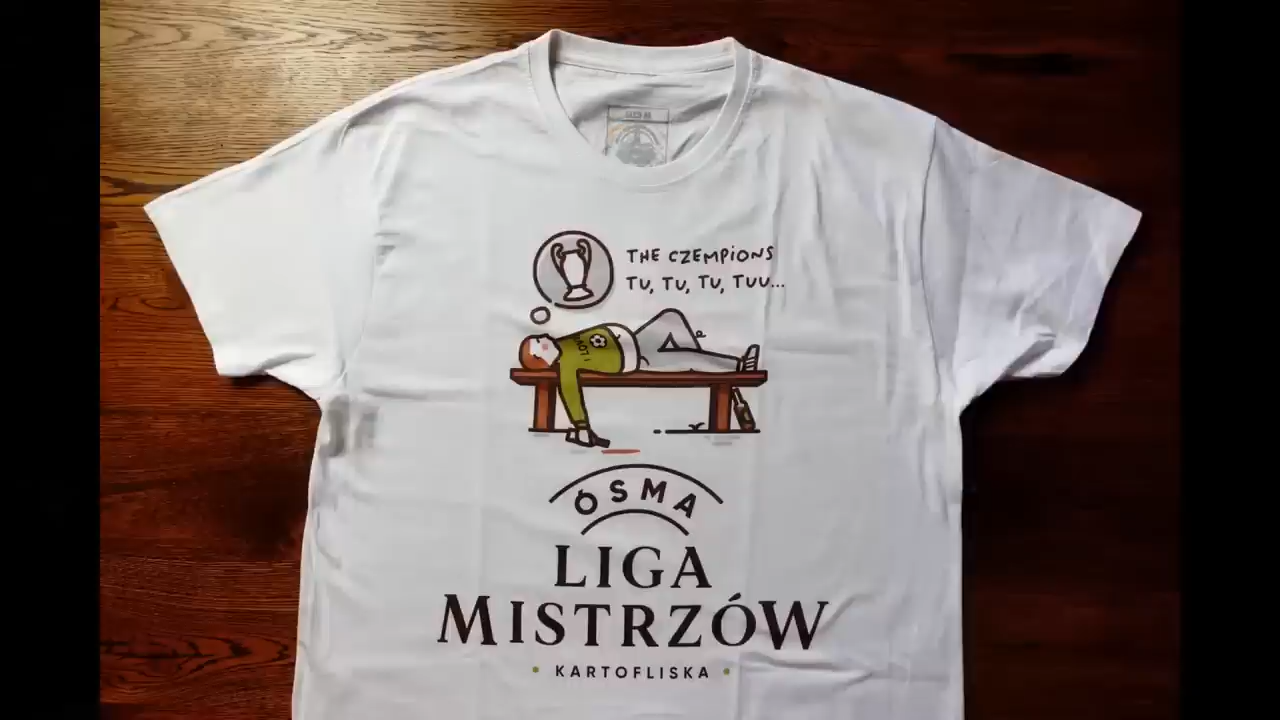 THE CZEMPiONS
TU, TU, TU, TUU...
ÓSMA
LIGA
MISTRZÓW
• KARTOFLISKA •